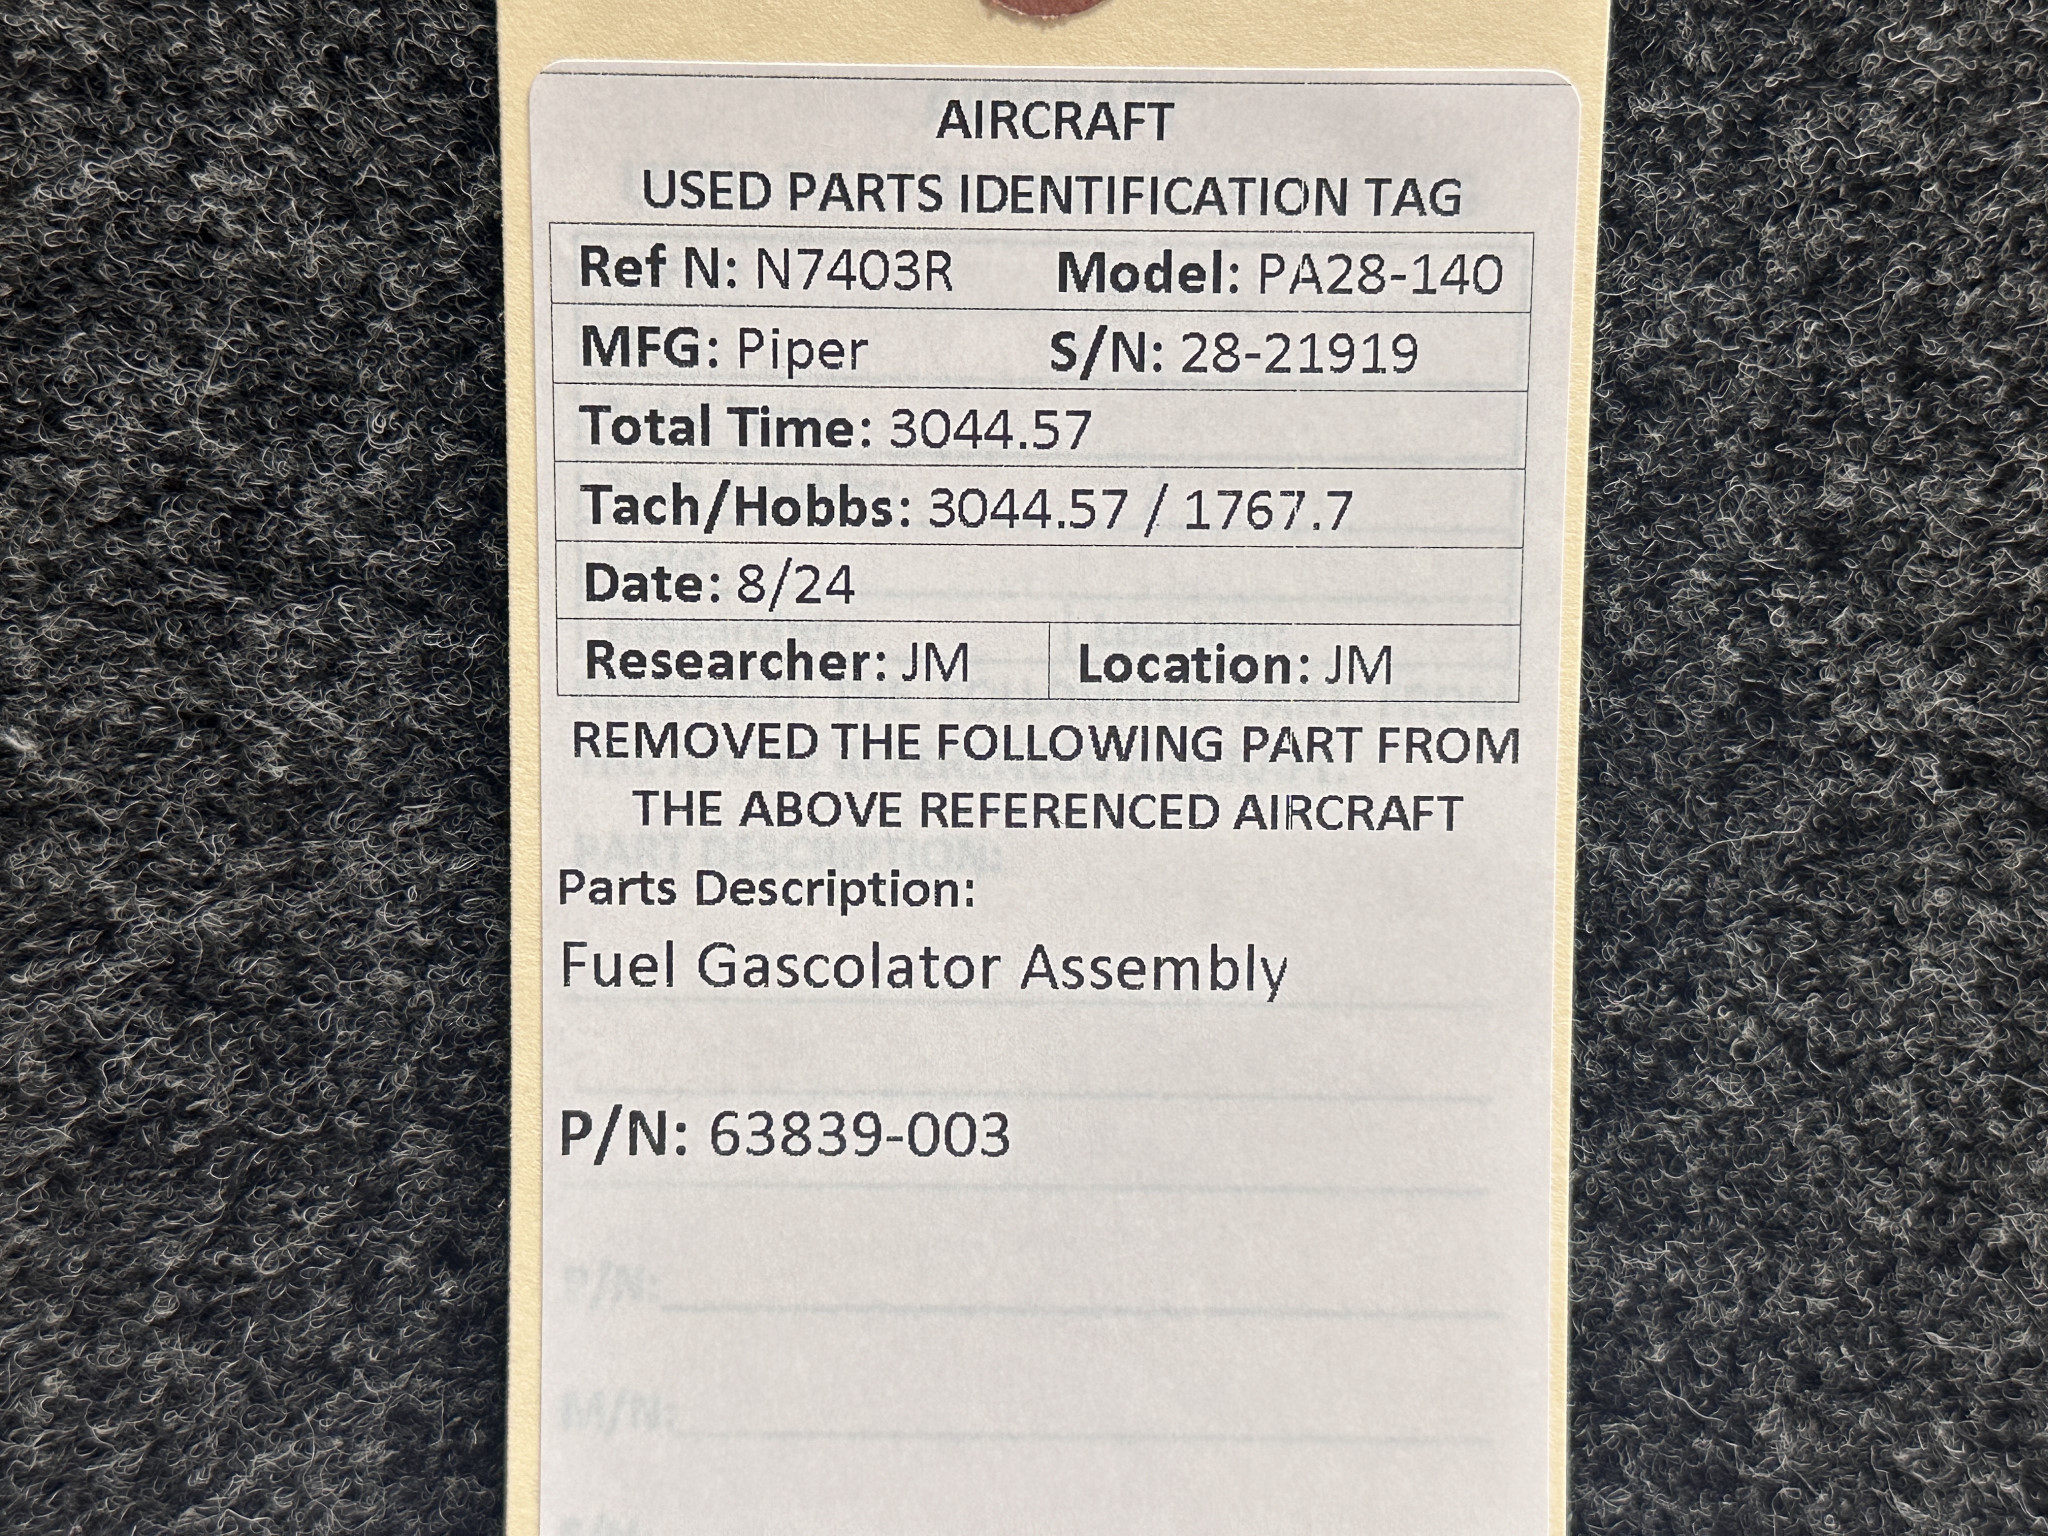 AIRCRAFT
USED PARTS IDENTIFICATION TAG
Ref N: N7403R Model: PA28-140
MFG: Piper S/N: 28-21919
Total Time: 3044.57
Tach/Hobbs: 3044.57 / 1767.7
Date: 8/24
Researcher: JM Location: JM
REMOVED THE FOLLOWING PART FROM
THE ABOVE REFERENCED AIRCRAFT
PART DESCRIPTION:
Parts Description:
Fuel Gascolator Assembly
P/N: 63839-003
P/N:
M/N: